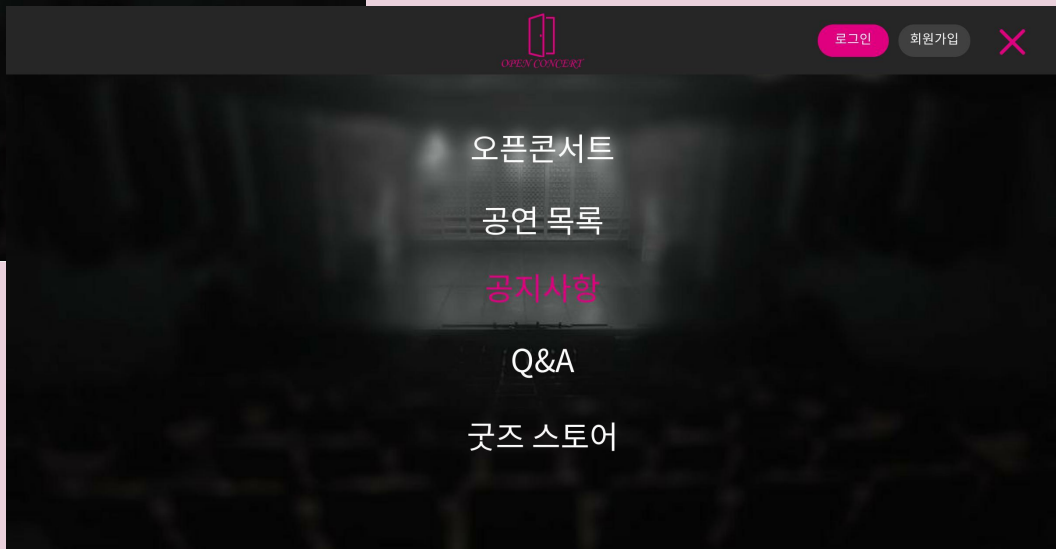 OPEN CONCERT
로그인
회원가입
오픈콘서트
공연 목록
공지사항
Q&A
굿즈 스토어